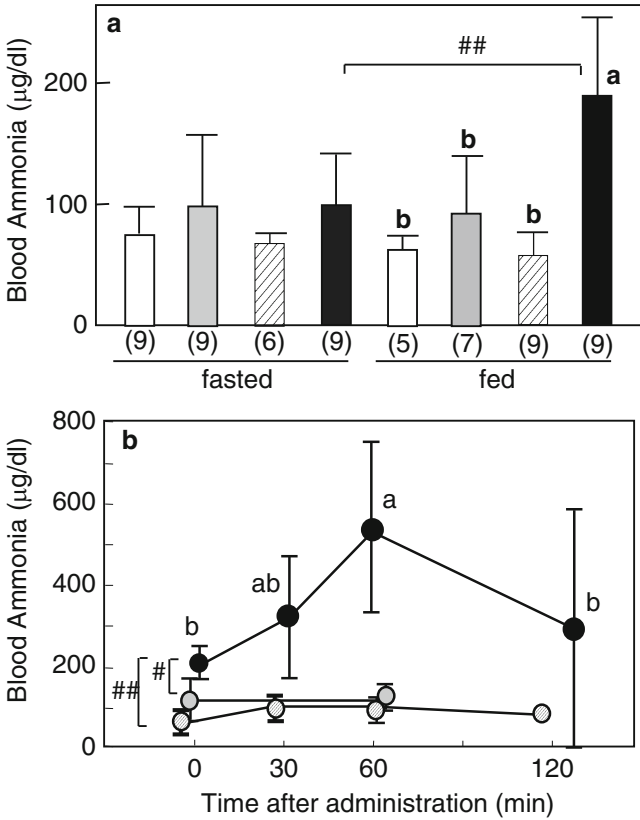 a
##
200
a
b
b
b
100
0
Blood Ammonia (μg/dl)
(9) (9) (6) (9) (5) (7) (9) (9)
fasted fed
800
b
a
600
ab
b
400
b
200
#
##
0
Blood Ammonia (μg/dl)
0 30 60 120
Time after administration (min)